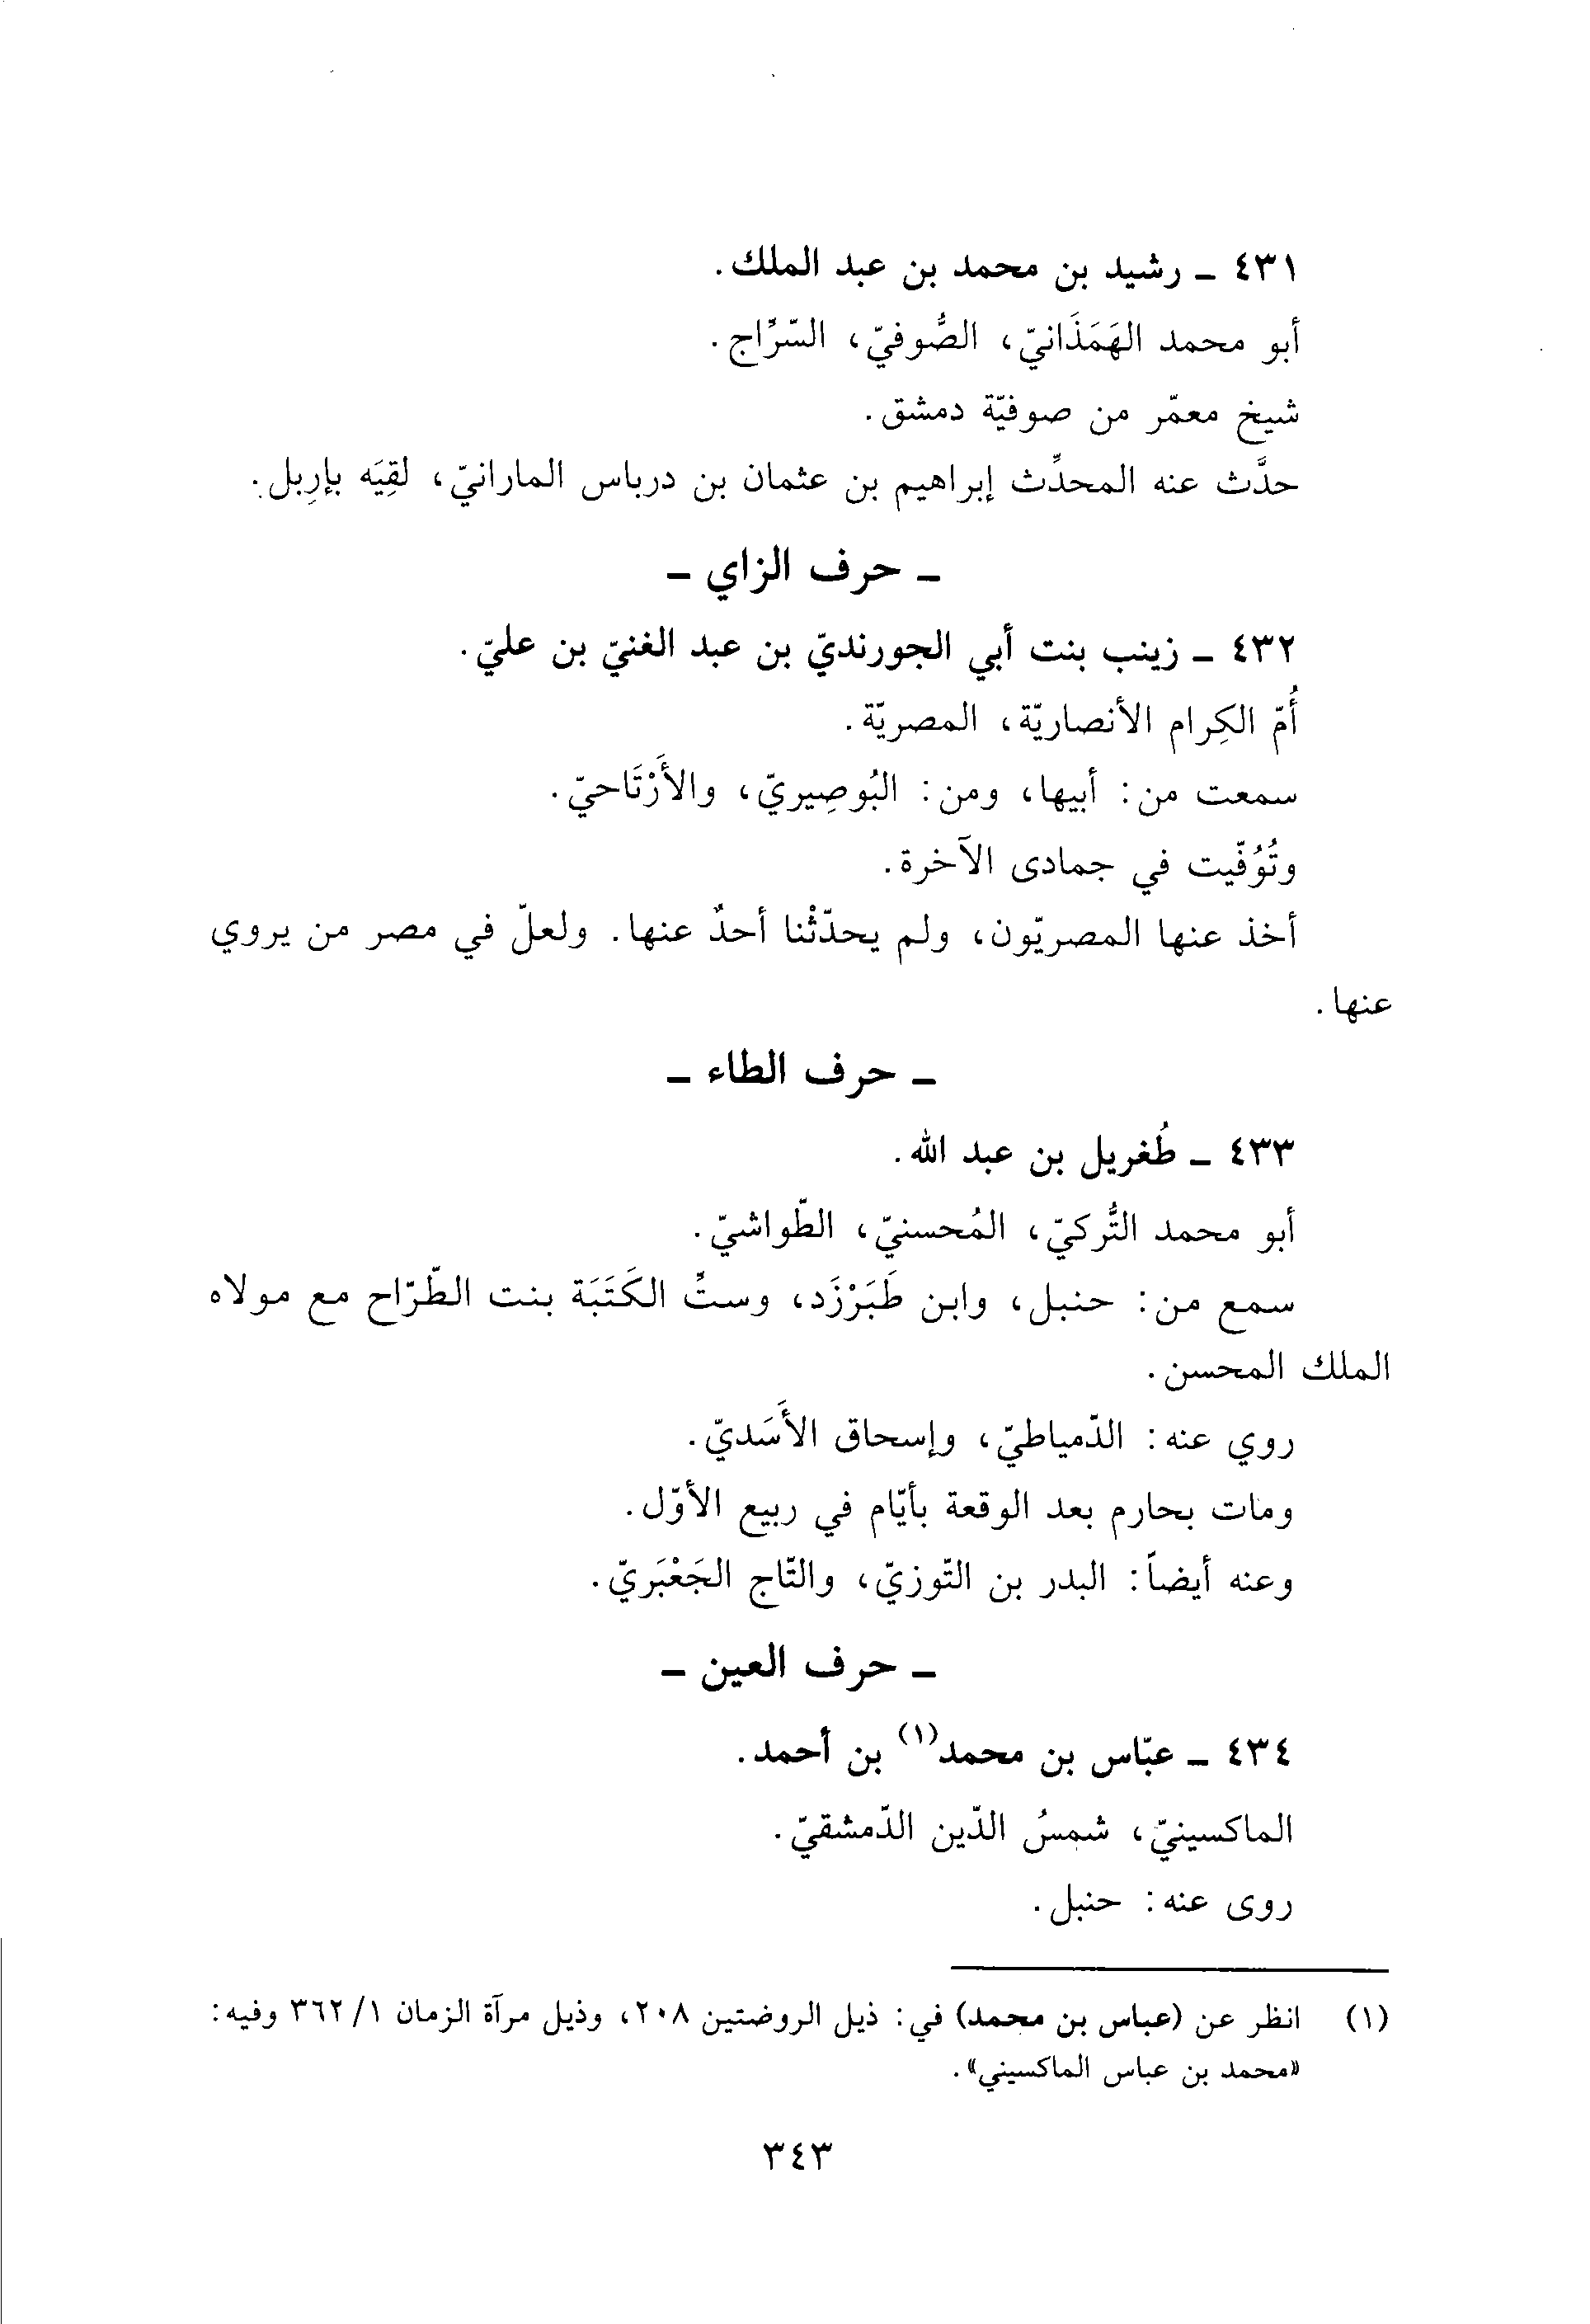 ٤٣١ ـ رشيد بن محمد بن عبد الملك.
أبو محمد الهَمَذَانيّ، الصُّوفيّ، السّرَّاج.
شيخ معمّر من صوفيّة دمشق.
حدَّث عنه المحدِّث إبراهيم بن عثمان بن درباس المارانيّ، لقِيَه بإربِل.
ـ حرف الزاي ـ
٤٣٢ ـ زينب بنت أبي الجورنديّ بن عبد الغنيّ بن عليّ.
أُمّ الكِرام الأنصاريّة، المصريّة.
سمعت من: أبيها، ومن: البُوصِيريّ، والأَرْتَاحيّ.
وتُوُفّيت في جمادى الآخرة.
أخذ عنها المصريّون، ولم يحدّثْنا أحدٌ عنها. ولعلّ في مصر من يروي
عنها.
ـ حرف الطاء ـ
٤٣٣ ـ طُغريل بن عبد الله.
أبو محمد التُّركيّ، المُحسنيّ، الطّواشيّ.
سمع من: حنبل، وابن طَبَرْزَد، وستِّ الكَتَبَة بنت الطّرّاح مع مولاه
الملك المحسن.
روي عنه: الدّمياطيّ، وإسحاق الأَسَديّ.
ومات بحارم بعد الوقعة بأيّام في ربيع الأوّل.
وعنه أيضاً: البدر بن التّوزيّ، والتّاج الجَعْبَريّ.
ـ حرف العين ـ
٤٣٤ ـ عبّاس بن محمد(١) بن أحمد.
الماكسينيّ، شمسُ الدّين الدّمشقيّ.
روى عنه: حنبل.
(١) انظر عن (عباس بن محمد) في: ذيل الروضتين ٢٠٨، وذيل مرآة الزمان ١/ ٣٦٢ وفيه:
«محمد بن عباس الماكسيني».
٣٤٣